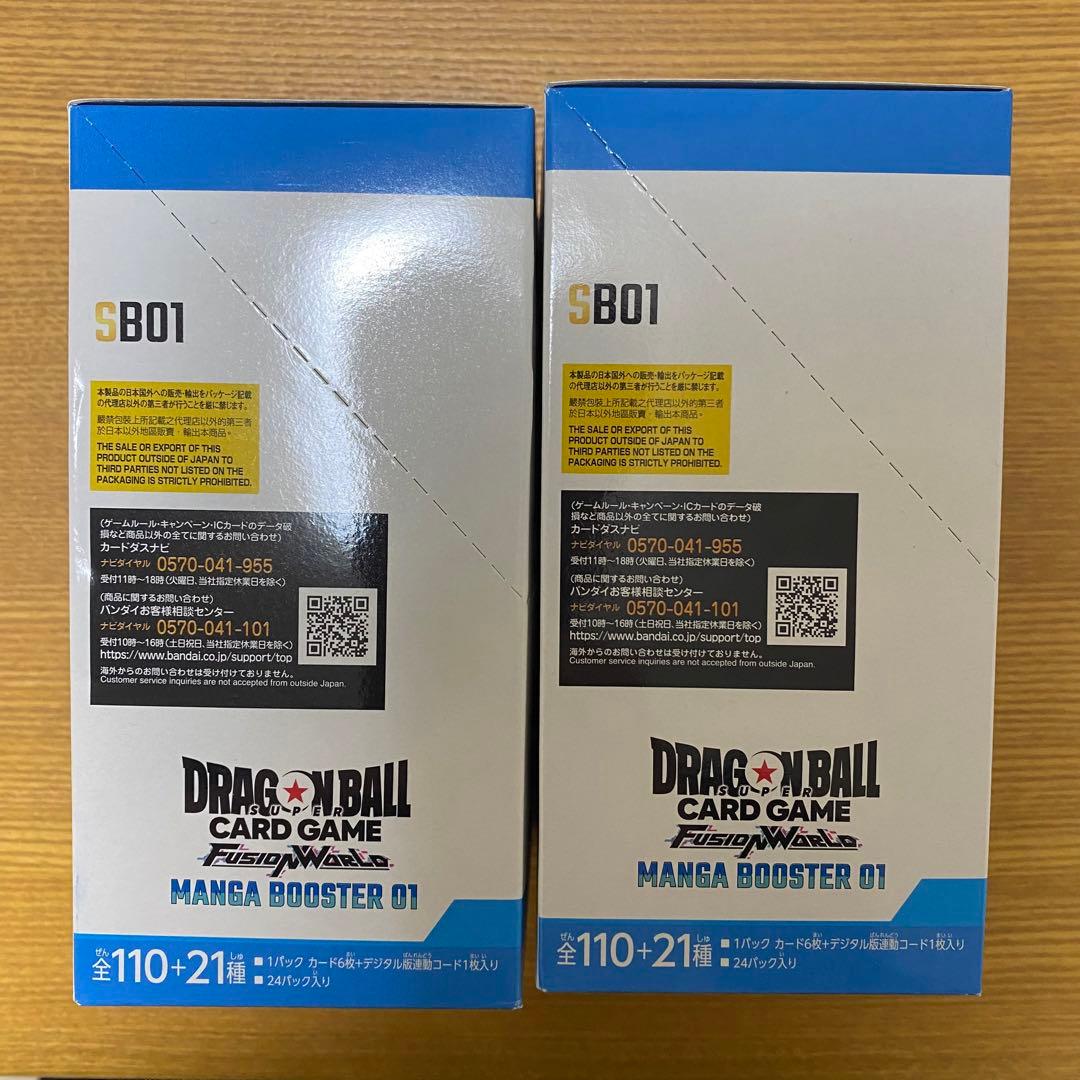 SB01
本製品の日本国外への販売・輸出をパッケージ記載
の代理店以外の第三者が行うことを厳に禁じます。
嚴禁包裝上所記載之代理店以外的第三者
於日本以外地區販賣・輸出本商品。
THE SALE OR EXPORT OF THIS
PRODUCT OUTSIDE OF JAPAN TO
THIRD PARTIES NOT LISTED ON THE
PACKAGING IS STRICTLY PROHIBITED.
(ゲームルール・キャンペーン・ICカードのデータ破
損など商品以外の全てに関するお問い合わせ)
カードダスナビ
ナビダイヤル 0570-041-955
受付11時～18時(火曜日、当社指定休業日を除く)
(商品に関するお問い合わせ)
バンダイお客様相談センター
ナビダイヤル 0570-041-101
受付10時～16時(土日祝日、当社指定休業日を除く)
https://www.bandai.co.jp/support/top
海外からのお問い合わせは受け付けておりません。
Customer service inquiries are not accepted from outside Japan.
DRAGON BALL
SUPER
CARD GAME
FUSION WORLD
MANGA BOOSTER 01
ぜん しゅ まい ばんれんどう まい い
全110+21種 ■1パック カード6枚+デジタル版連動コード1枚入り
い
■24パック入り
SB01
本製品の日本国外への販売・輸出をパッケージ記載
の代理店以外の第三者が行うことを厳に禁じます。
嚴禁包裝上所記載之代理店以外的第三者
於日本以外地區販賣・輸出本商品。
THE SALE OR EXPORT OF THIS
PRODUCT OUTSIDE OF JAPAN TO
THIRD PARTIES NOT LISTED ON THE
PACKAGING IS STRICTLY PROHIBITED.
(ゲームルール・キャンペーン・ICカードのデータ破
損など商品以外の全てに関するお問い合わせ)
カードダスナビ
ナビダイヤル 0570-041-955
受付11時～18時(火曜日、当社指定休業日を除く)
(商品に関するお問い合わせ)
バンダイお客様相談センター
ナビダイヤル 0570-041-101
受付10時～16時(土日祝日、当社指定休業日を除く)
https://www.bandai.co.jp/support/top
海外からのお問い合わせは受け付けておりません。
Customer service inquiries are not accepted from outside Japan.
DRAGON BALL
SUPER
CARD GAME
FUSION WORLD
MANGA BOOSTER 01
ぜん しゅ まい ばんれんどう まい い
全110+21種 ■1パック カード6枚+デジタル版連動コード1枚入り
い
■24パック入り